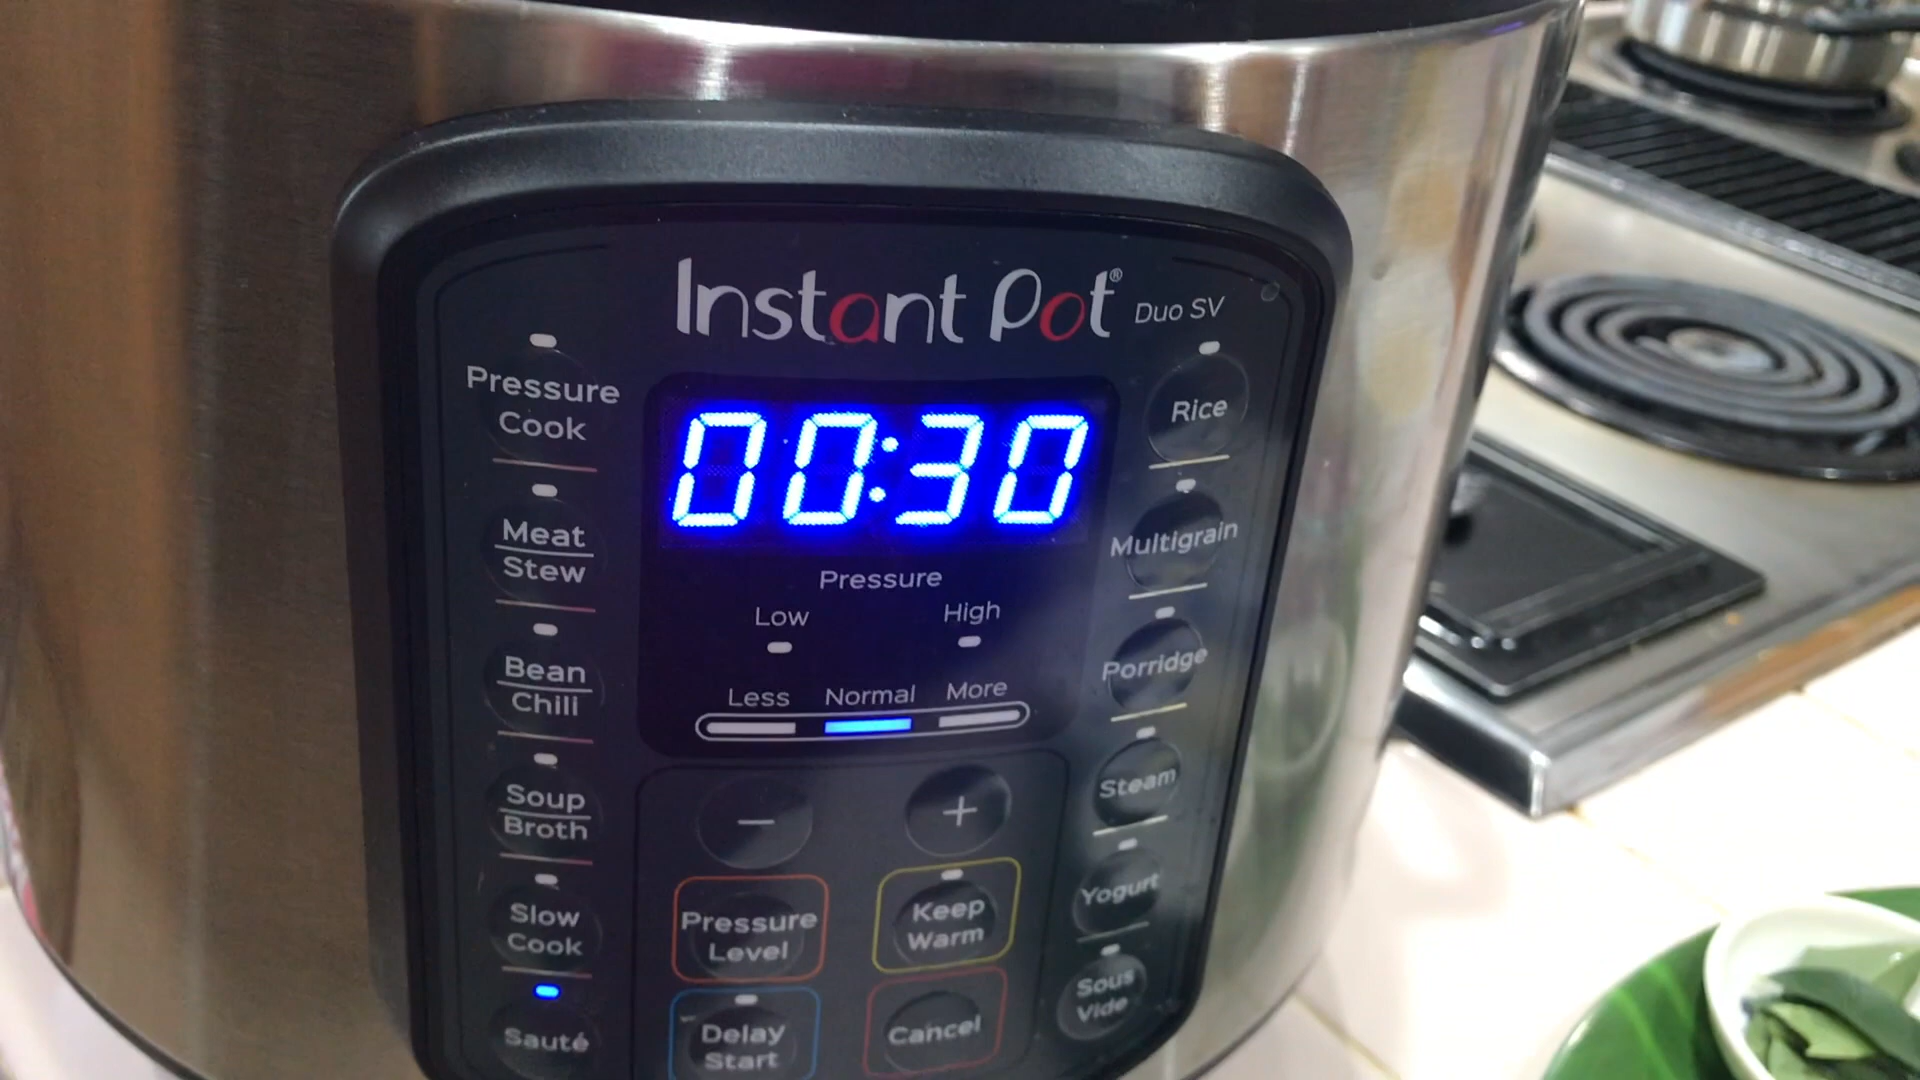 Instant Pot® Duo SV
Pressure
Cook
Meat
Stew
Bean
Chili
Soup
Broth
Slow
Cook
Sauté
00:30
Pressure
Low High
Less Normal More
− +
Pressure
Level
Keep
Warm
Delay
Start
Cancel
Rice
Multigrain
Porridge
Steam
Yogurt
Sous
Vide